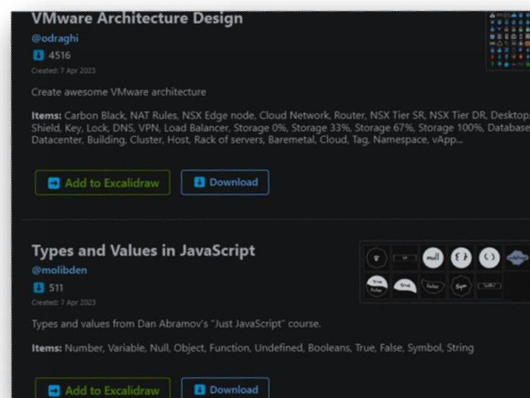 VMware Architecture Design
@odraghi
4516
Created: 7 Apr 2023
Create awesome VMware architecture
Items: Carbon Black, NAT Rules, NSX Edge node, Cloud Network, Router, NSX Tier SR, NSX Tier DR, Desktop,
Shield, Key, Lock, DNS, VPN, Load Balancer, Storage 0%, Storage 33%, Storage 67%, Storage 100%, Database
Datacenter, Building, Cluster, Host, Rack of servers, Baremetal, Cloud, Tag, Namespace, vApp...
Add to Excalidraw Download
Types and Values in JavaScript
@molibden
511
Created: 7 Apr 2023
null { } ( )
Types and values from Dan Abramov's "Just JavaScript" course.
Items: Number, Variable, Null, Object, Function, Undefined, Booleans, True, False, Symbol, String
Add to Excalidraw Download